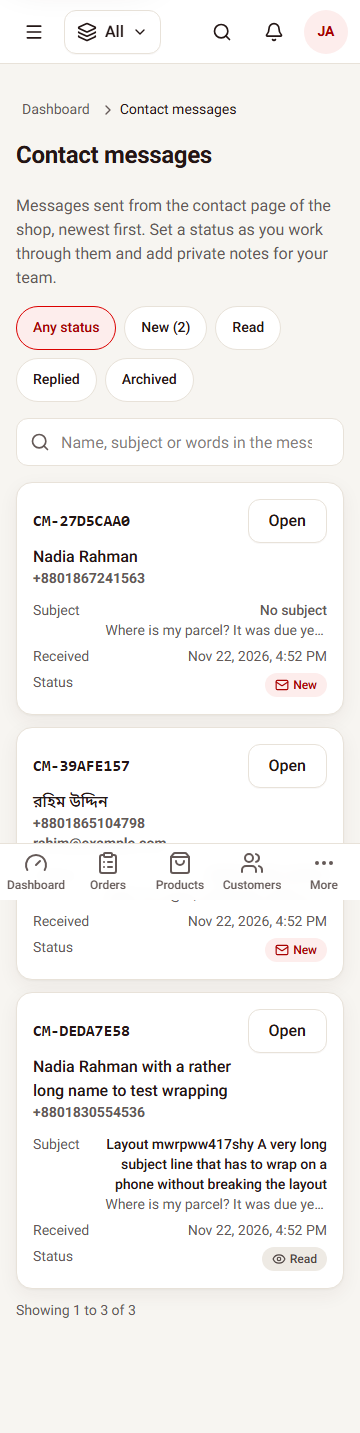 All
JA
Dashboard > Contact messages
Contact messages
Messages sent from the contact page of the
shop, newest first. Set a status as you work
through them and add private notes for your
team.
Any status
New (2)
Read
Replied
Archived
Name, subject or words in the mess
CM-27D5CAA0
Open
Nadia Rahman
+8801867241563
Subject
No subject
Where is my parcel? It was due ye…
Received
Nov 22, 2026, 4:52 PM
Status
New
CM-39AFE157
Open
রহিম উদ্দিন
+8801865104798
Dashboard
Orders
Products
Customers
More
Received
Nov 22, 2026, 4:52 PM
Status
New
CM-DEDA7E58
Open
Nadia Rahman with a rather
long name to test wrapping
+8801830554536
Subject
Layout mwrpww417shy A very long
subject line that has to wrap on a
phone without breaking the layout
Where is my parcel? It was due ye…
Received
Nov 22, 2026, 4:52 PM
Status
Read
Showing 1 to 3 of 3